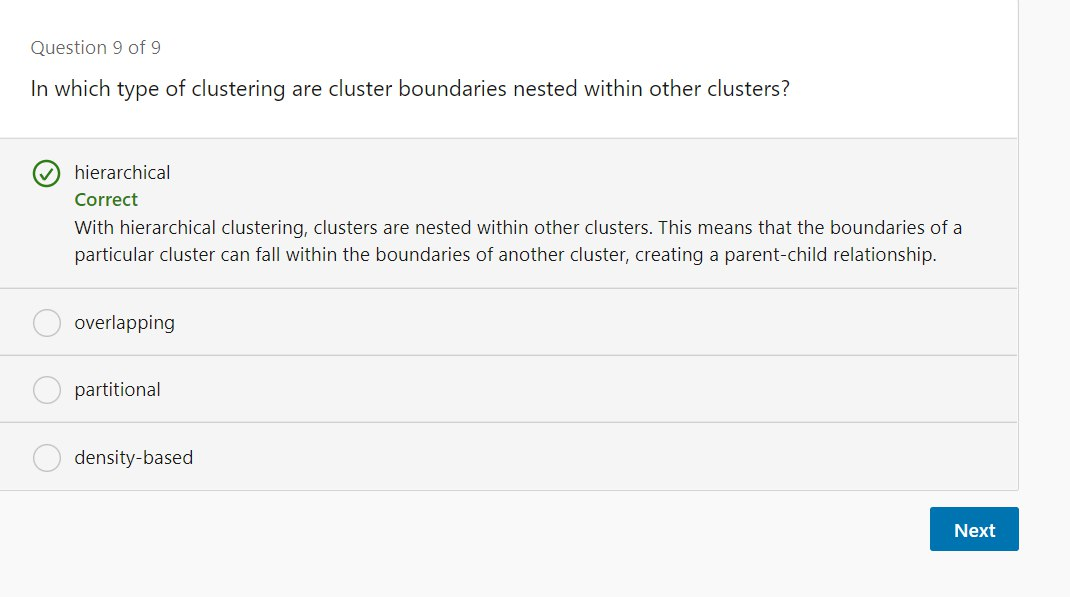 Question 9 of 9
In which type of clustering are cluster boundaries nested within other clusters?
hierarchical
Correct
With hierarchical clustering, clusters are nested within other clusters. This means that the boundaries of a
particular cluster can fall within the boundaries of another cluster, creating a parent-child relationship.
overlapping
partitional
density-based
Next